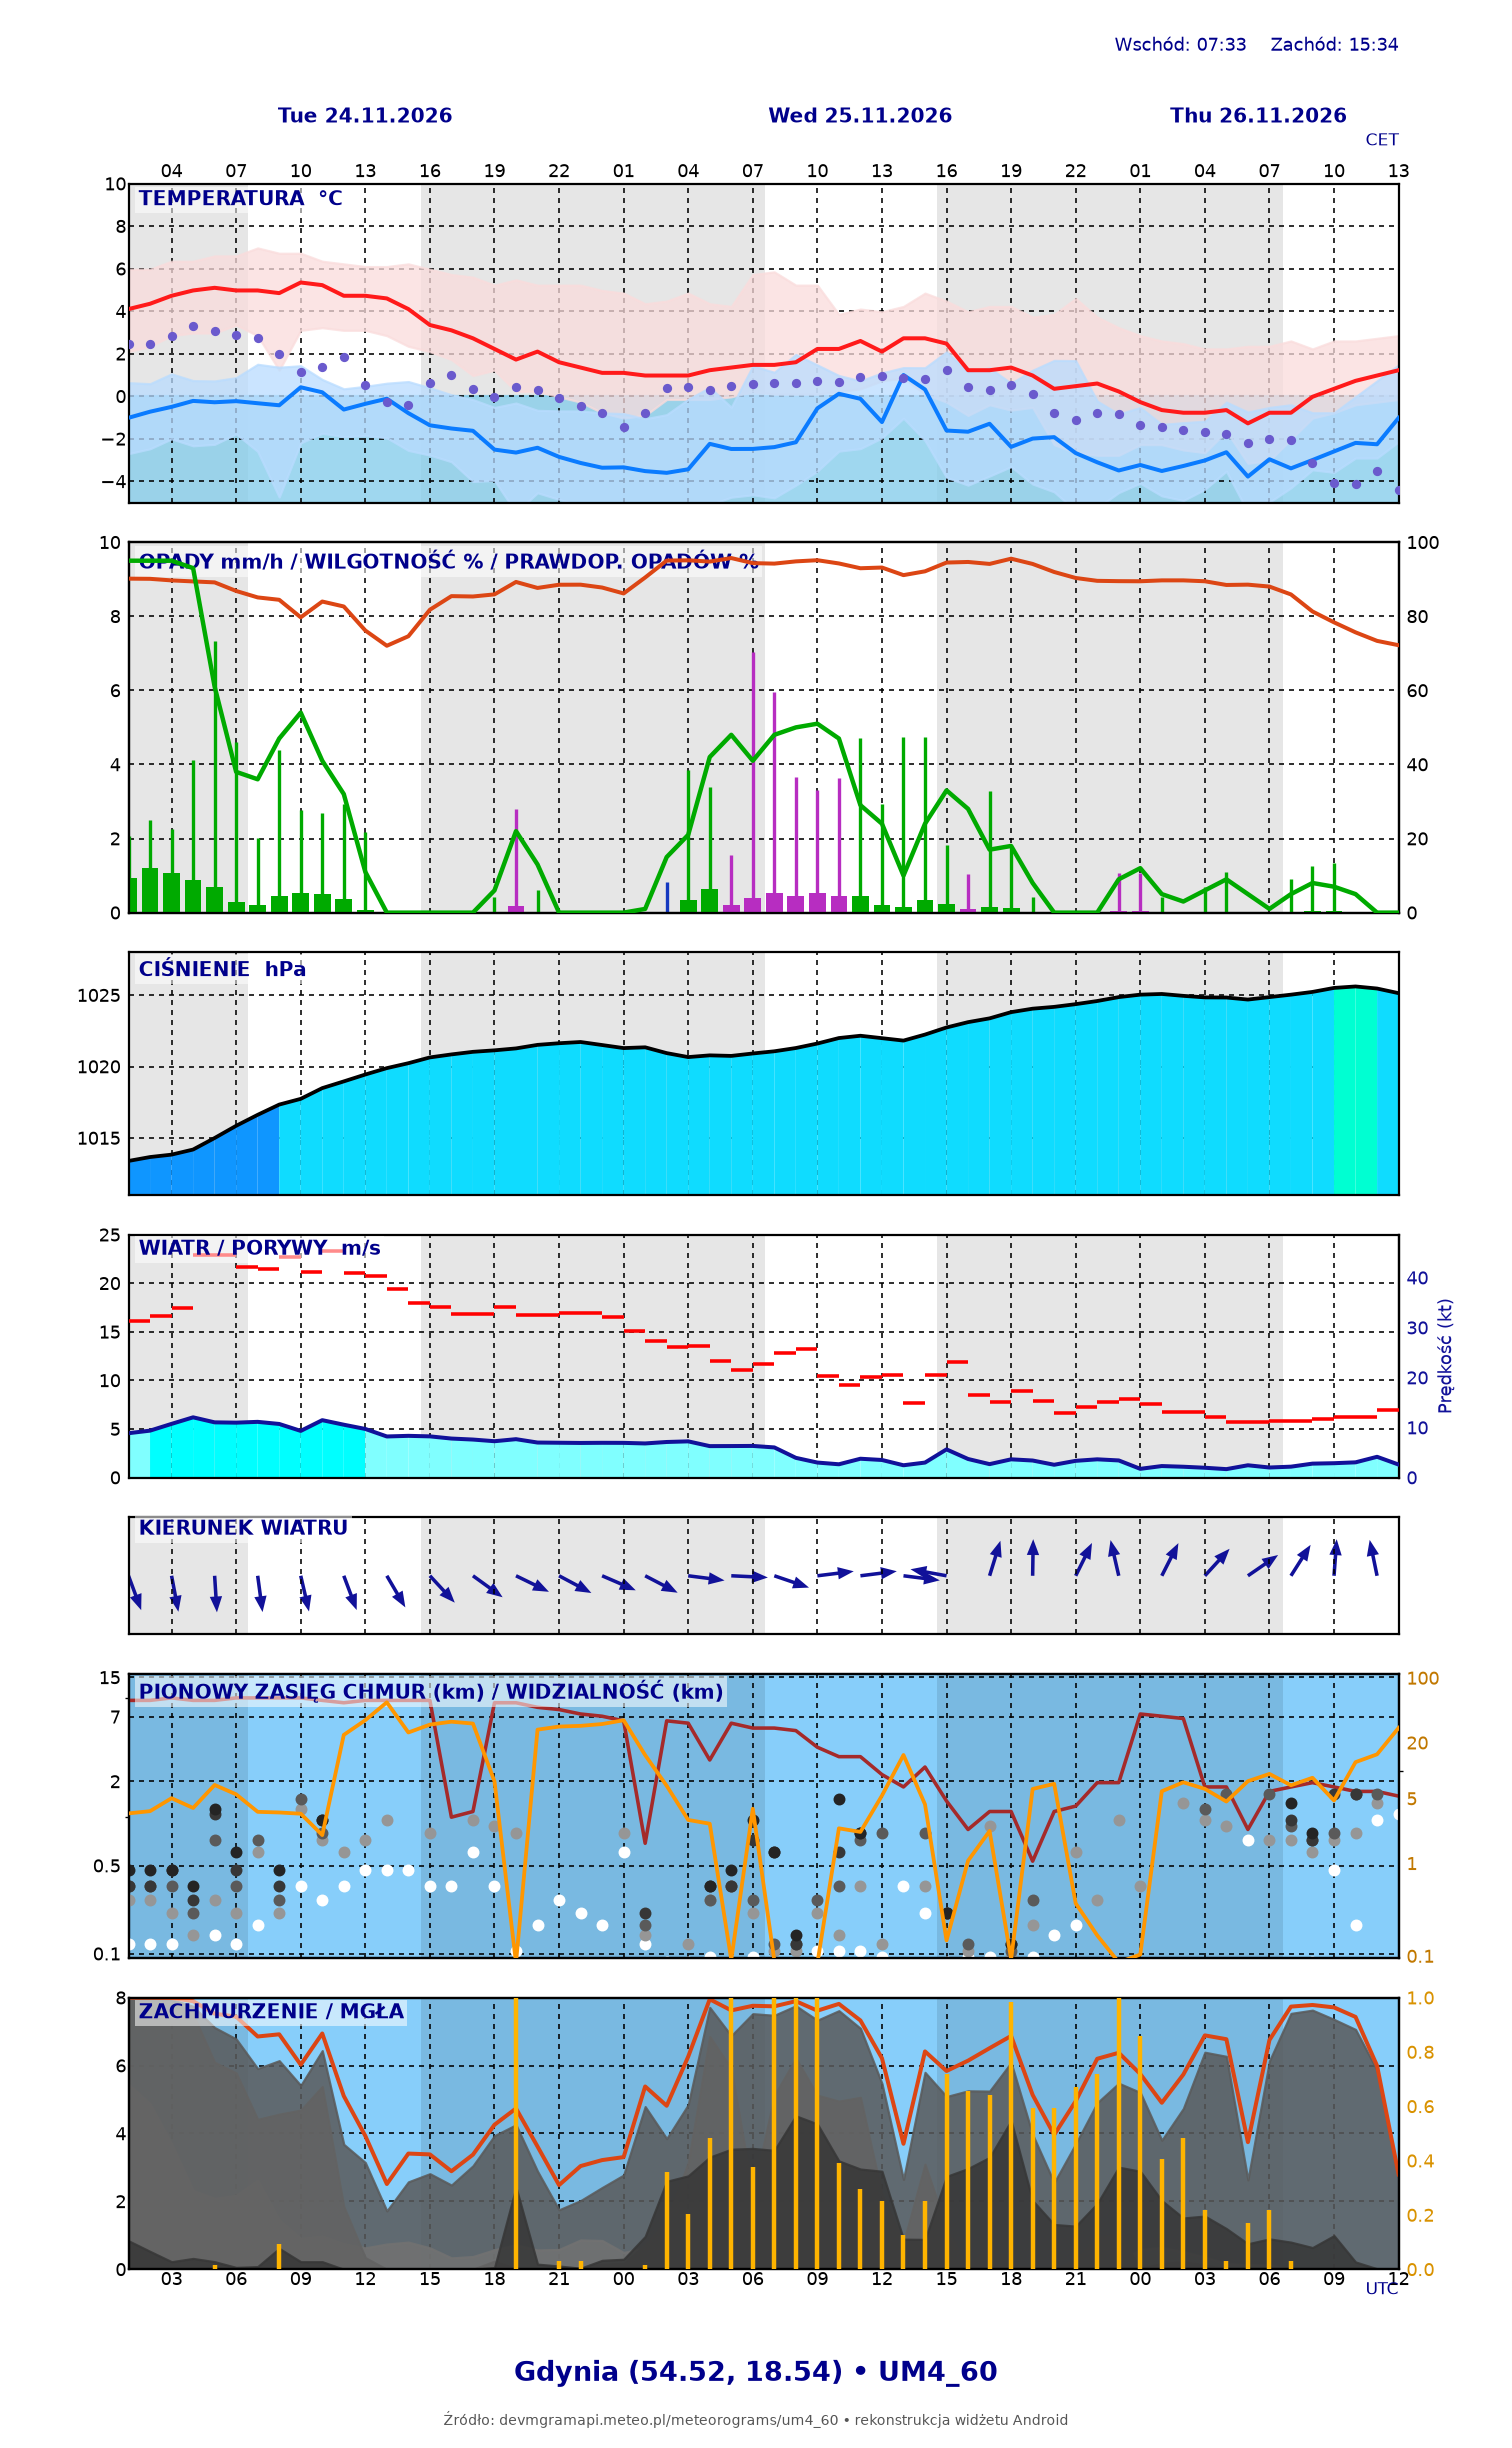 Wschód: 07:33 Zachód: 15:34
Tue 24.11.2026 Wed 25.11.2026 Thu 26.11.2026
CET
04 07 10 13 16 19 22 01 04 07 10 13 16 19 22 01 04 07 10 13
TEMPERATURA °C
10
8
6
4
2
0
−2
−4
OPADY mm/h / WILGOTNOŚĆ % / PRAWDOP. OPADÓW %
10 100
8 80
6 60
4 40
2 20
0 0
CIŚNIENIE hPa
1025
1020
1015
WIATR / PORYWY m/s
25
20 40
15 30
10 20
5 10
0 0
Prędkość (kt)
KIERUNEK WIATRU
PIONOWY ZASIĘG CHMUR (km) / WIDZIALNOŚĆ (km)
15 100
7 20
2 5
0.5 1
0.1 0.1
ZACHMURZENIE / MGŁA
8 1.0
0.8
6 0.6
4 0.4
2 0.2
0 0.0
03 06 09 12 15 18 21 00 03 06 09 12 15 18 21 00 03 06 09 12
UTC
Gdynia (54.52, 18.54) • UM4_60
Źródło: devmgramapi.meteo.pl/meteorograms/um4_60 • rekonstrukcja widżetu Android